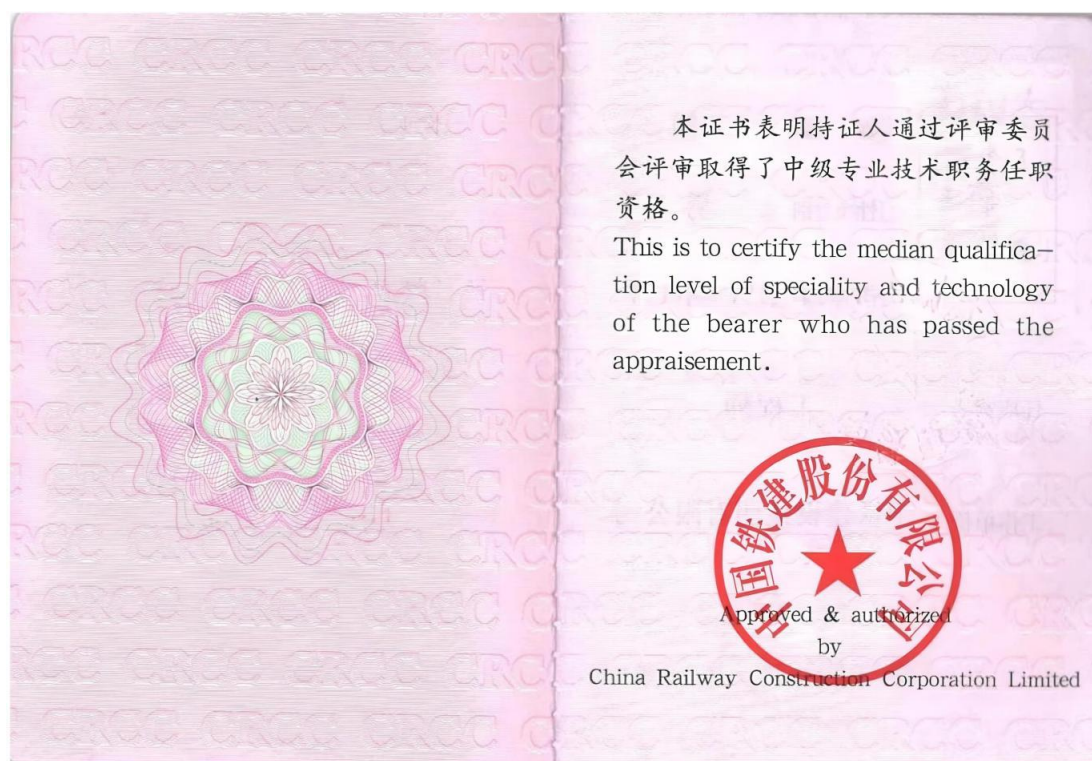 本证书表明持证人通过评审委员
会评审取得了中级专业技术职务任职
资格。
This is to certify the median qualifica-
tion level of speciality and technology
of the bearer who has passed the
appraisement.
中国铁建股份有限公司
Approved & authorized
by
China Railway Construction Corporation Limited